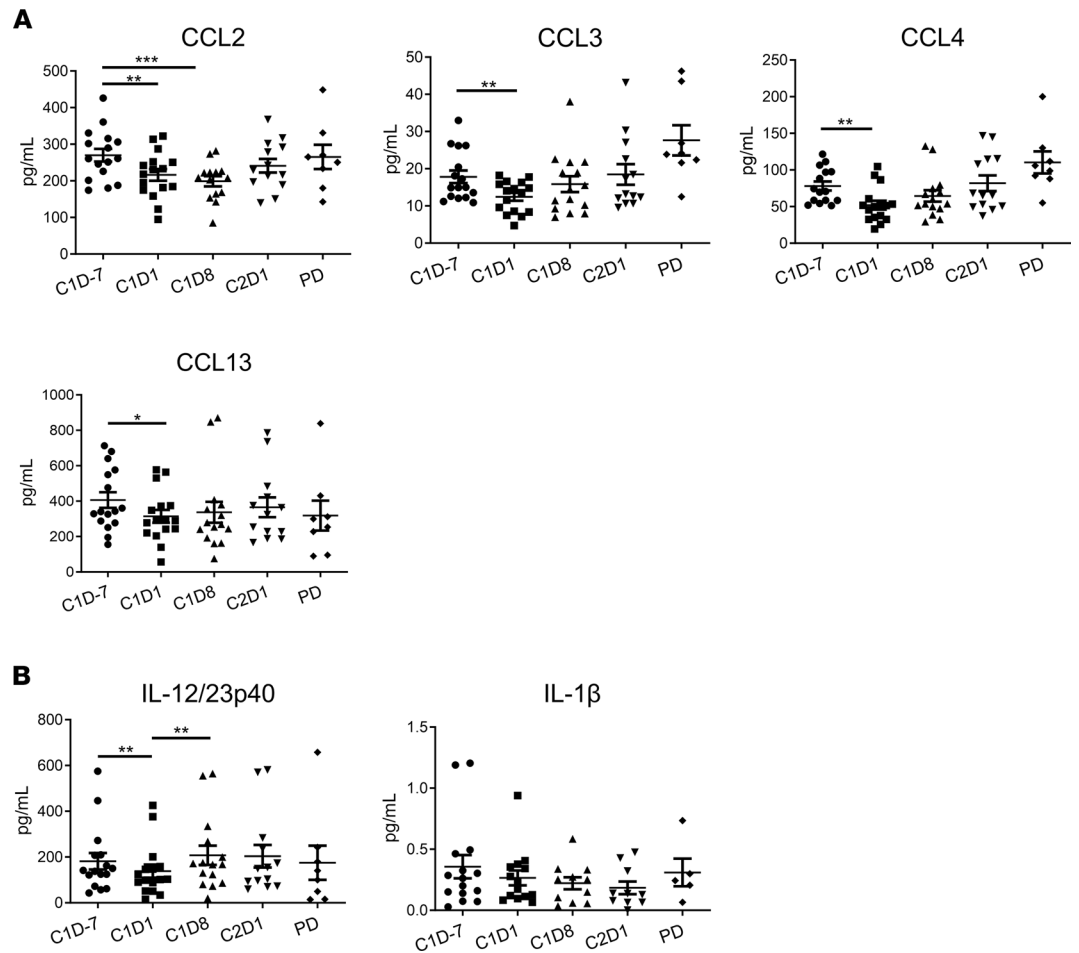 A
CCL2
***
**
500
400
300
200
100
0
pg/mL
C1D-7
C1D1
C1D8
C2D1
PD
CCL3
**
50
40
30
20
10
0
pg/mL
C1D-7
C1D1
C1D8
C2D1
PD
CCL4
**
250
200
150
100
50
0
pg/mL
C1D-7
C1D1
C1D8
C2D1
PD
CCL13
*
1000
800
600
400
200
0
pg/mL
C1D-7
C1D1
C1D8
C2D1
PD
B
IL-12/23p40
**
**
800
600
400
200
0
pg/mL
C1D-7
C1D1
C1D8
C2D1
PD
IL-1β
1.5
1.0
0.5
0.0
pg/mL
C1D-7
C1D1
C1D8
C2D1
PD